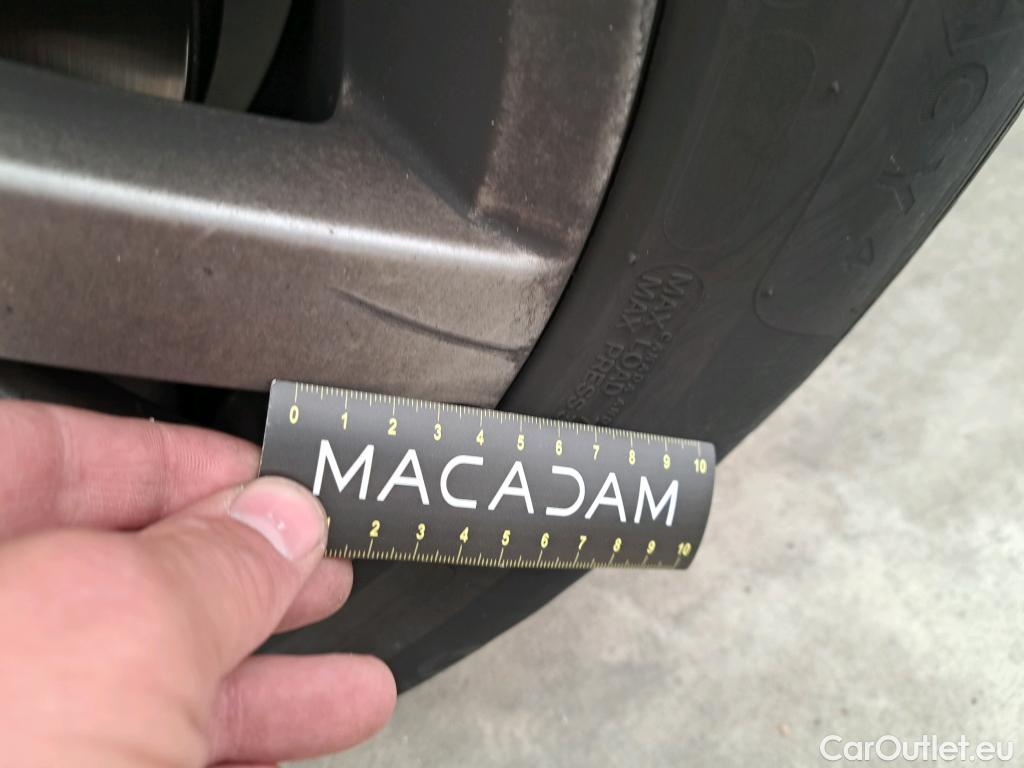 MAX LOAD
MAX PRESS
0 1 2 3 4 5 6 7 8 9 10
MACADAM
1 2 3 4 5 6 7 8 9 10
CarOutlet.eu